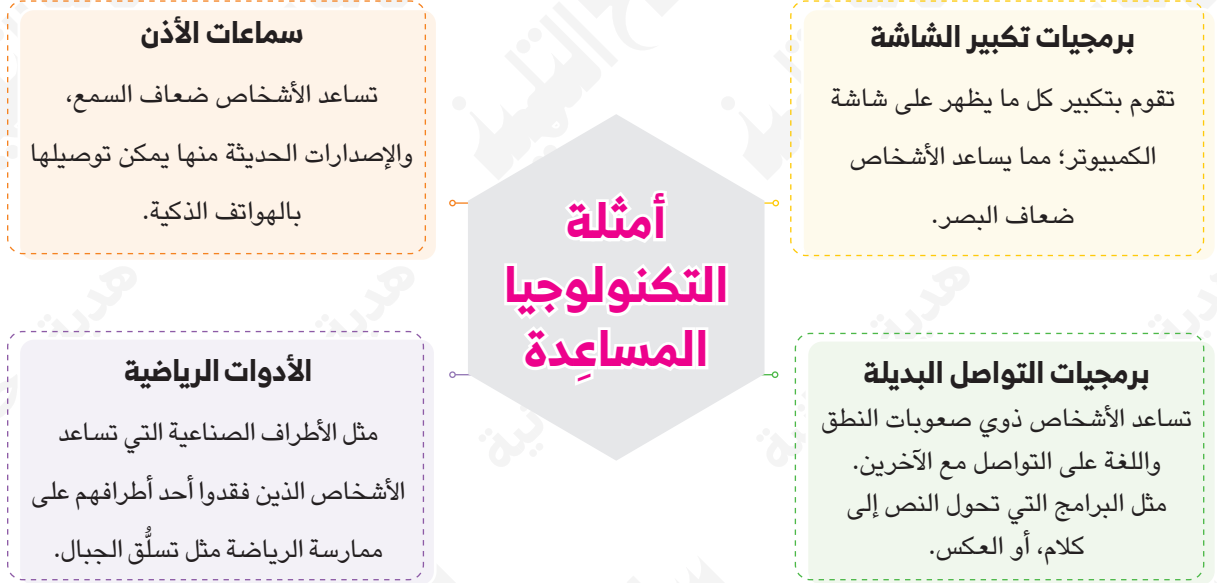 برمجيات تكبير الشاشة
تقوم بتكبير كل ما يظهر على شاشة
الكمبيوتر؛ مما يساعد الأشخاص
ضعاف البصر.
سماعات الأذن
تساعد الأشخاص ضعاف السمع،
والإصدارات الحديثة منها يمكن توصيلها
بالهواتف الذكية.
أمثلة
التكنولوجيا
المساعِدة
برمجيات التواصل البديلة
تساعد الأشخاص ذوي صعوبات النطق
واللغة على التواصل مع الآخرين.
مثل البرامج التي تحول النص إلى
كلام، أو العكس.
الأدوات الرياضية
مثل الأطراف الصناعية التي تساعد
الأشخاص الذين فقدوا أحد أطرافهم على
ممارسة الرياضة مثل تسلُّق الجبال.